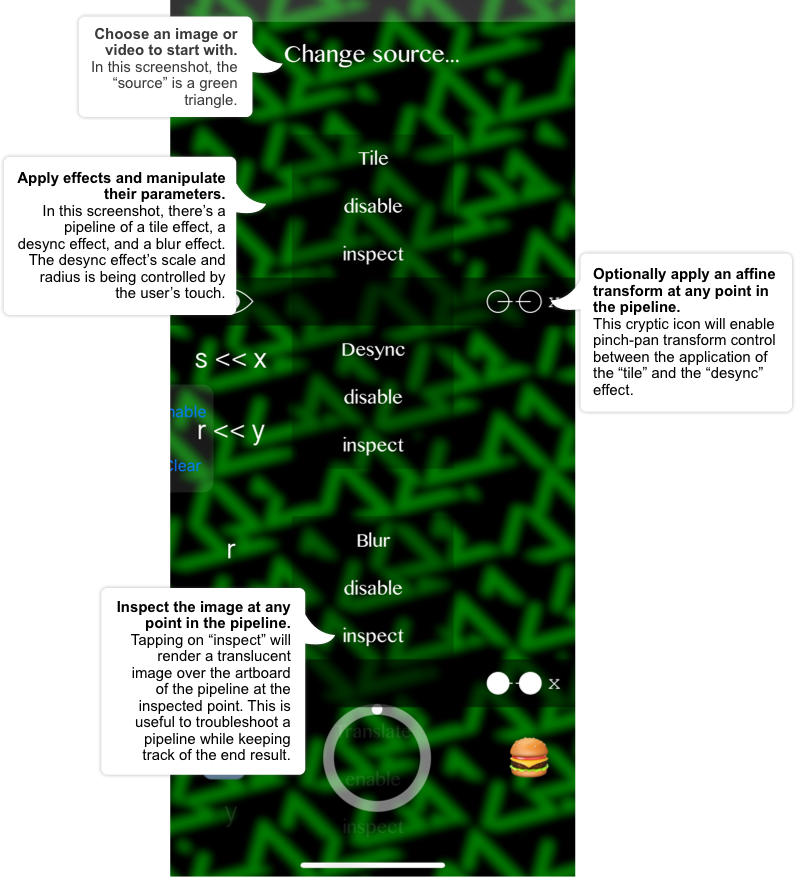 Choose an image or
video to start with.
In this screenshot, the
“source” is a green
triangle.
Change source...
Apply effects and manipulate
their parameters.
In this screenshot, there’s a
pipeline of a tile effect, a
desync effect, and a blur effect.
The desync effect’s scale and
radius is being controlled by
the user’s touch.
Tile
disable
inspect
Optionally apply an affine
transform at any point in
the pipeline.
This cryptic icon will enable
pinch-pan transform control
between the application of
the “tile” and the “desync”
effect.
x
s << x
Desync
nable
disable
r << y
inspect
Clear
r
Blur
disable
inspect
Inspect the image at any
point in the pipeline.
Tapping on “inspect” will
render a translucent
image over the artboard
of the pipeline at the
inspected point. This is
useful to troubleshoot a
pipeline while keeping
track of the end result.
x
Translate
enable
y
inspect